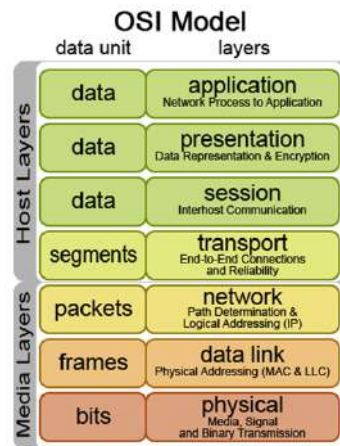 OSI Model
data unit layers
Host Layers
data application
Network Process to Application
data presentation
Data Representation & Encryption
data session
Interhost Communication
segments transport
End-to-End Connections
and Reliability
Media Layers
packets network
Path Determination &
Logical Addressing (IP)
frames data link
Physical Addressing (MAC & LLC)
bits physical
Media, Signal
and Binary Transmission